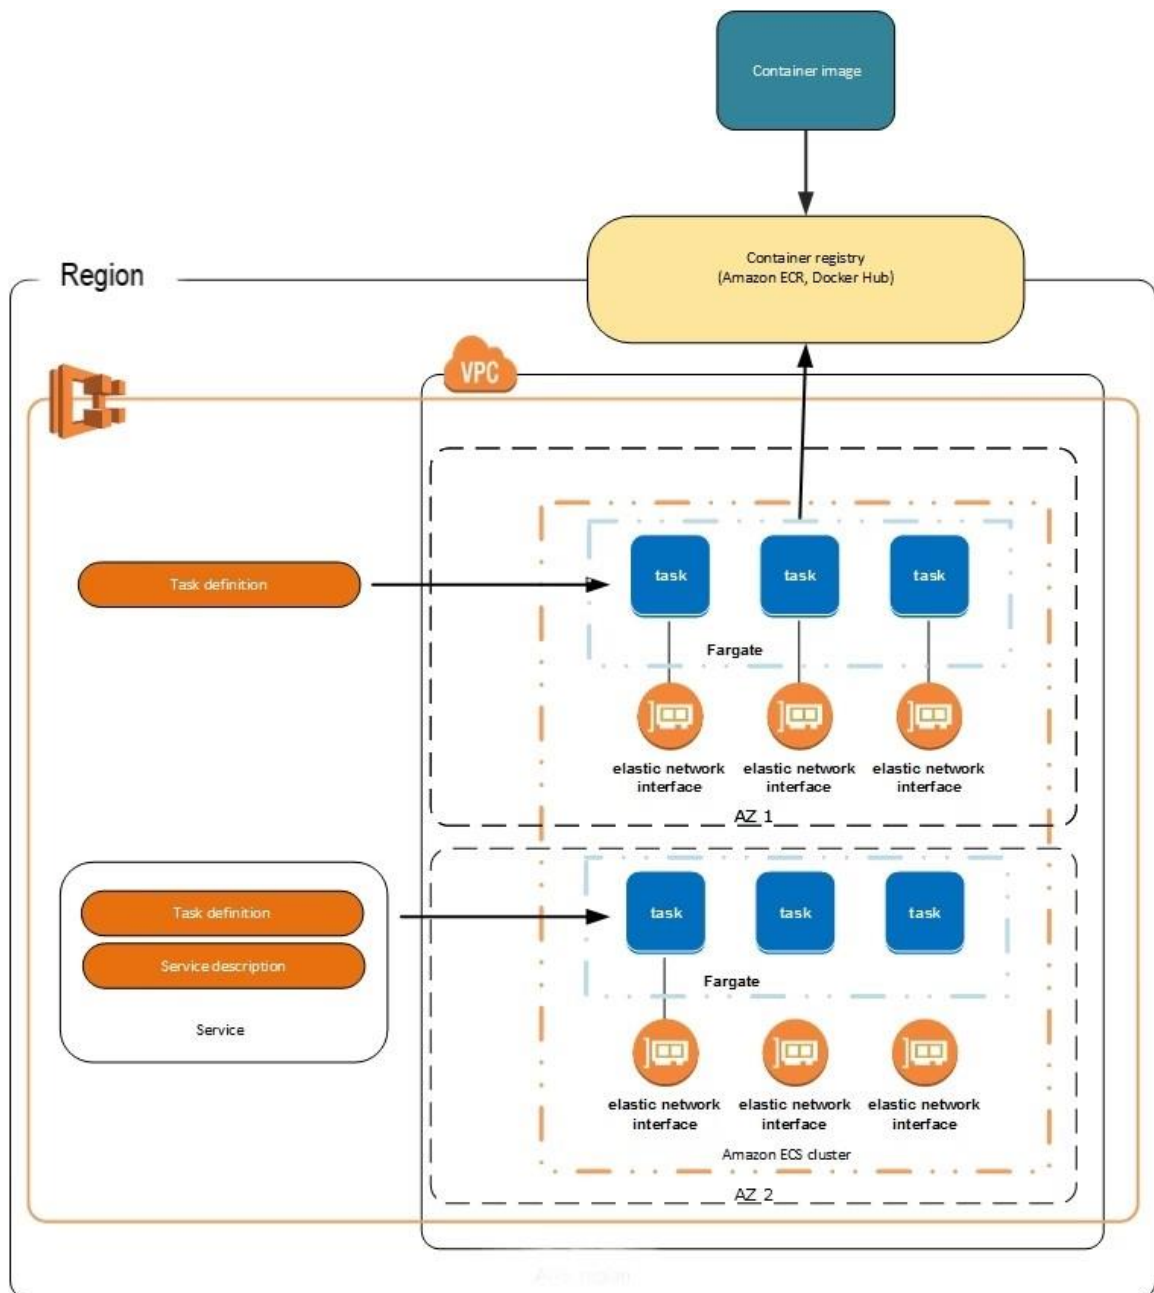 Container image
Container registry
(Amazon ECR, Docker Hub)
Region
VPC
Task definition
task
task
task
Fargate
elastic network
interface
elastic network
interface
elastic network
interface
AZ 1
Task definition
Service description
Service
task
task
task
Fargate
elastic network
interface
elastic network
interface
elastic network
interface
Amazon ECS cluster
AZ 2